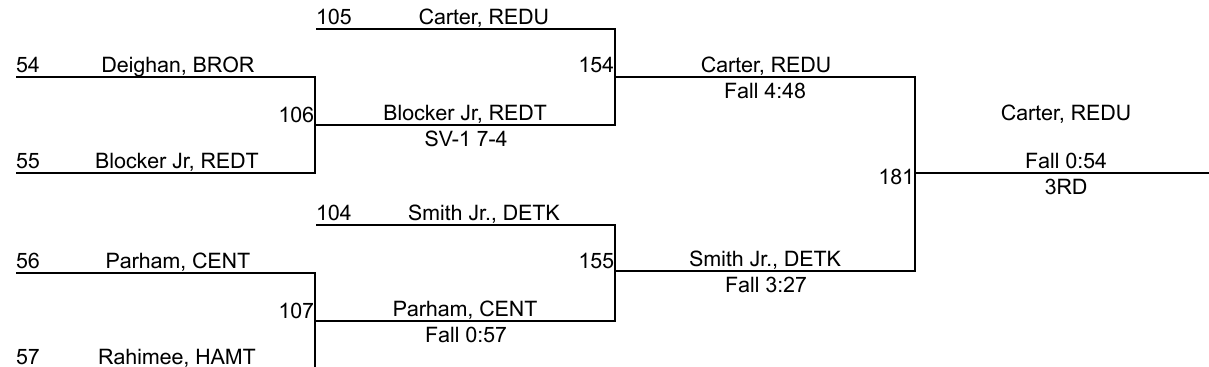 105 Carter, REDU
54 Deighan, BROR
154 Carter, REDU
Fall 4:48
106 Blocker Jr, REDT
SV-1 7-4
Carter, REDU
55 Blocker Jr, REDT
Fall 0:54
181
3RD
104 Smith Jr., DETK
56 Parham, CENT
155 Smith Jr., DETK
Fall 3:27
107 Parham, CENT
Fall 0:57
57 Rahimee, HAMT